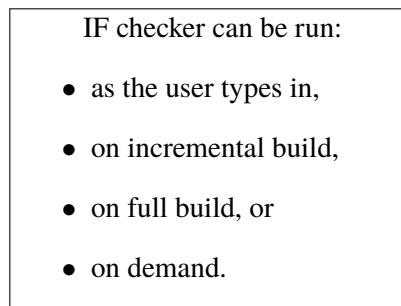 IF checker can be run:
• as the user types in,
• on incremental build,
• on full build, or
• on demand.